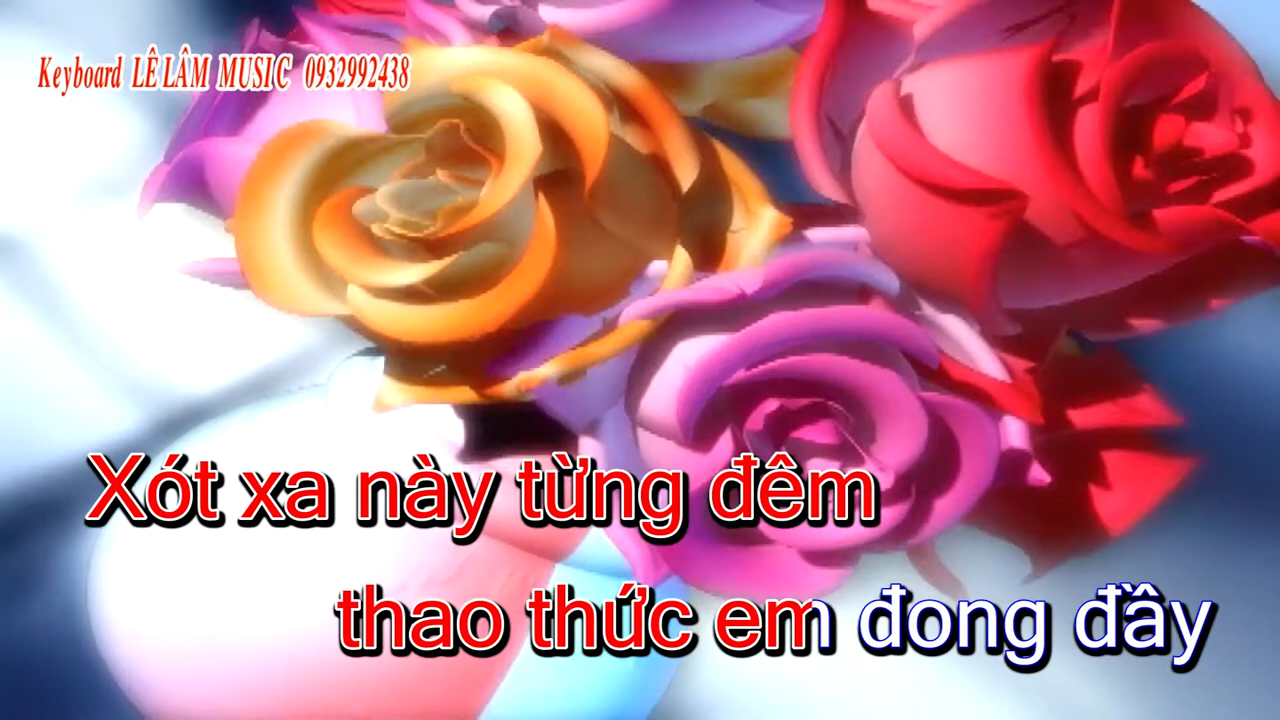 Keyboard LÊ LÂM MUSIC 0932992438
Xót xa này từng đêm
thao thức em đong đầy